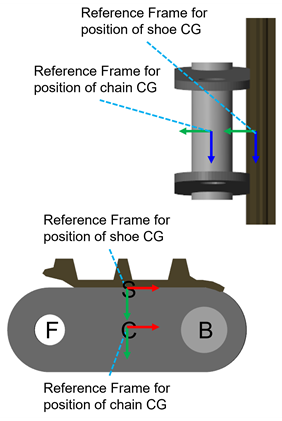 Reference Frame for
position of shoe CG
Reference Frame for
position of chain CG
Reference Frame for
position of shoe CG
S
F
C
B
Reference Frame for
position of chain CG